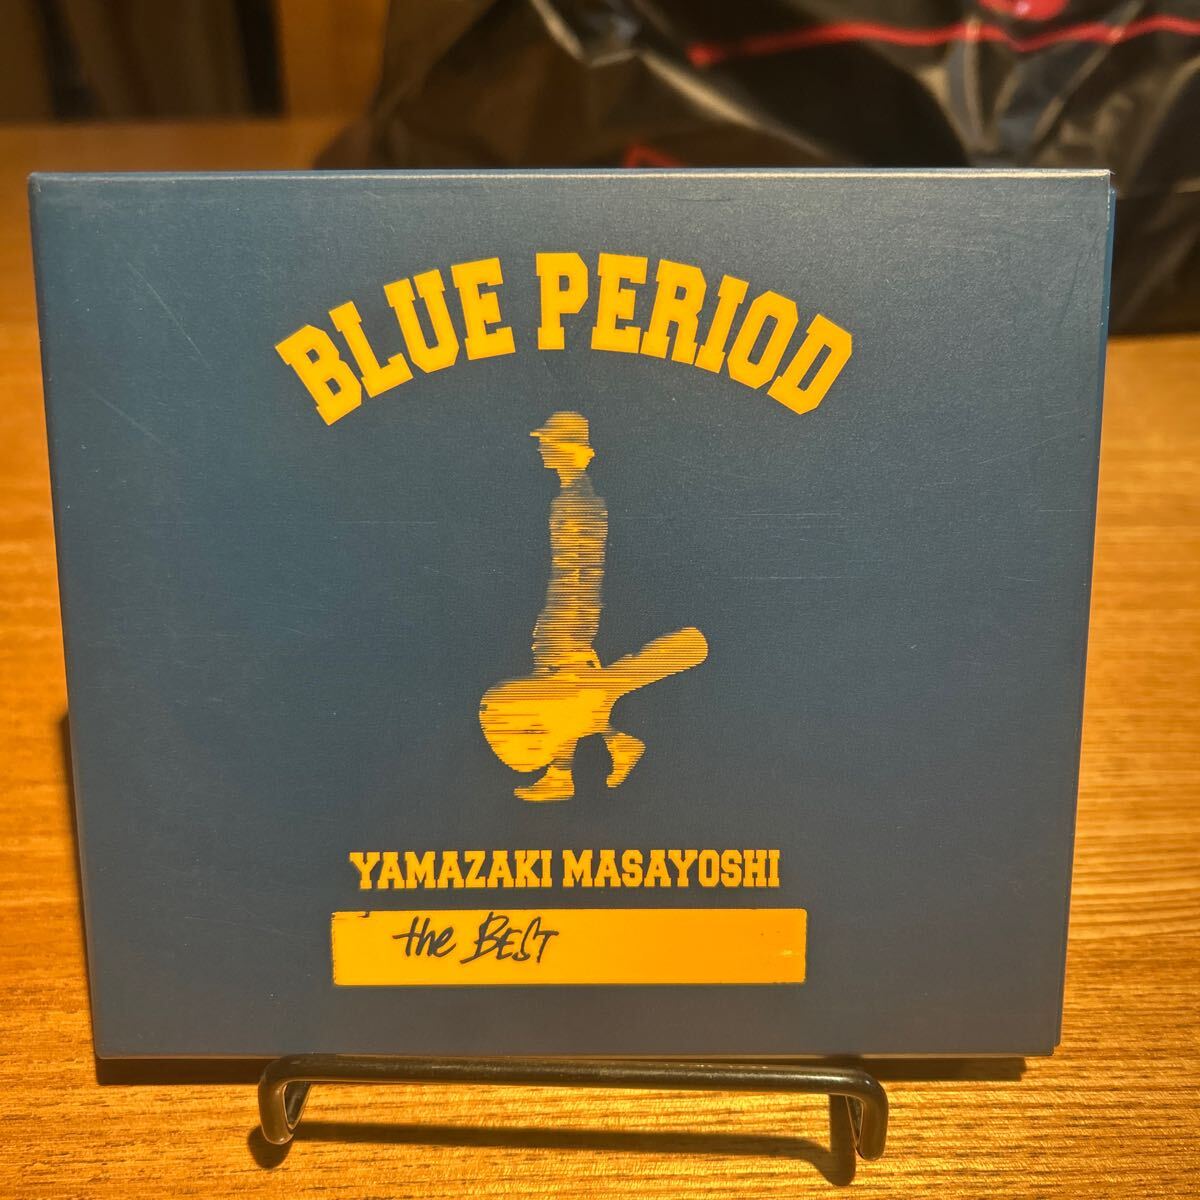 BLUE PERIOD
YAMAZAKI MASAYOSHI
the BEST